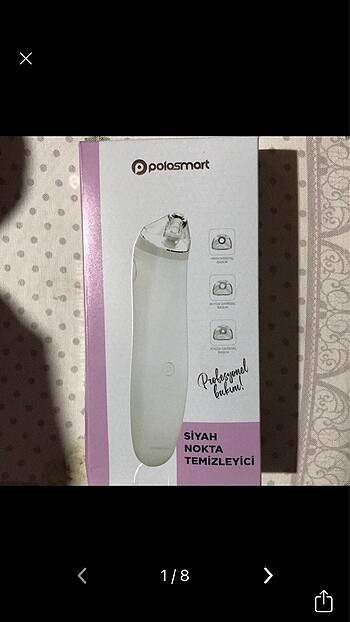 polosmart
Profesyonel
bakım!
SİYAH
NOKTA
TEMİZLEYİCİ
1/8